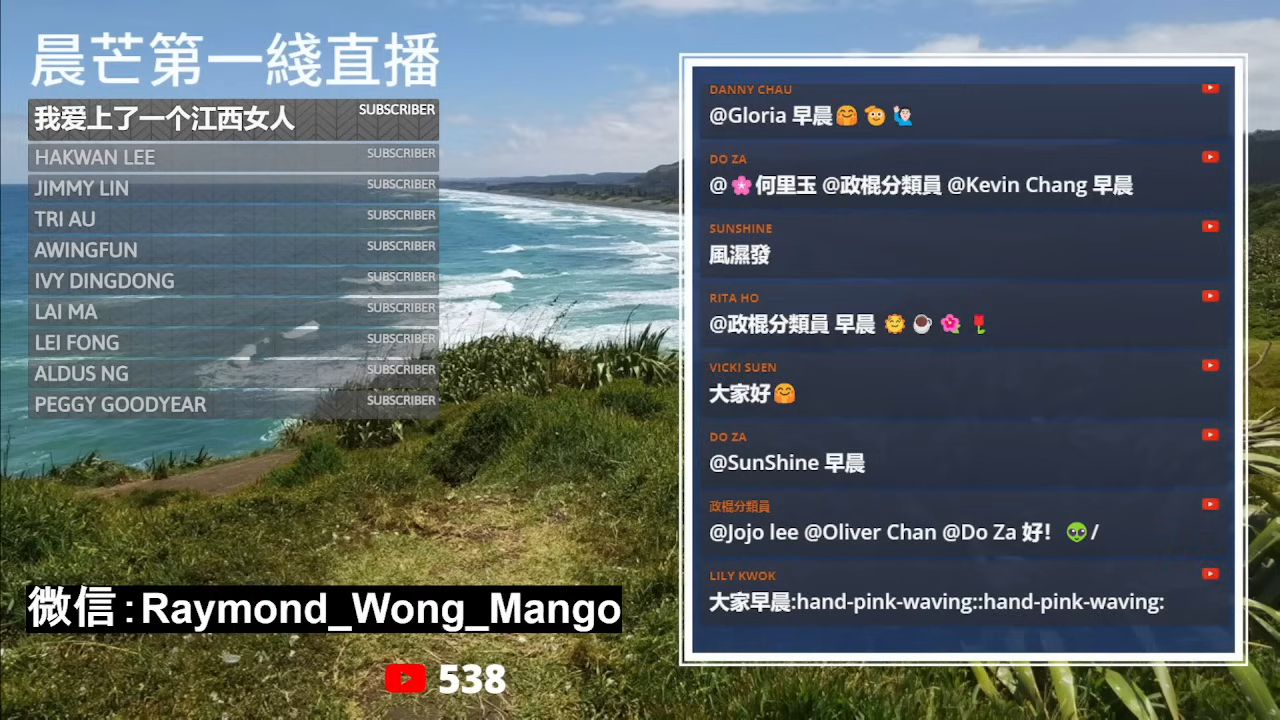 晨芒第一綫直播
我爱上了一个江西女人 SUBSCRIBER
HAKWAN LEE SUBSCRIBER
JIMMY LIN SUBSCRIBER
TRI AU SUBSCRIBER
AWINGFUN SUBSCRIBER
IVY DINGDONG SUBSCRIBER
LAI MA SUBSCRIBER
LEI FONG SUBSCRIBER
ALDUS NG SUBSCRIBER
PEGGY GOODYEAR SUBSCRIBER
微信:Raymond_Wong_Mango
538
DANNY CHAU
@Gloria 早晨🤗 🫡 🙋🏻‍♂️
DO ZA
@🌸何里玉 @政棍分類員 @Kevin Chang 早晨
SUNSHINE
風濕發
RITA HO
@政棍分類員 早晨 🥰 ☕ 🌺 🌷
VICKI SUEN
大家好🤗
DO ZA
@SunShine 早晨
政棍分類員
@Jojo lee @Oliver Chan @Do Za 好! 👽/
LILY KWOK
大家早晨:hand-pink-waving::hand-pink-waving: